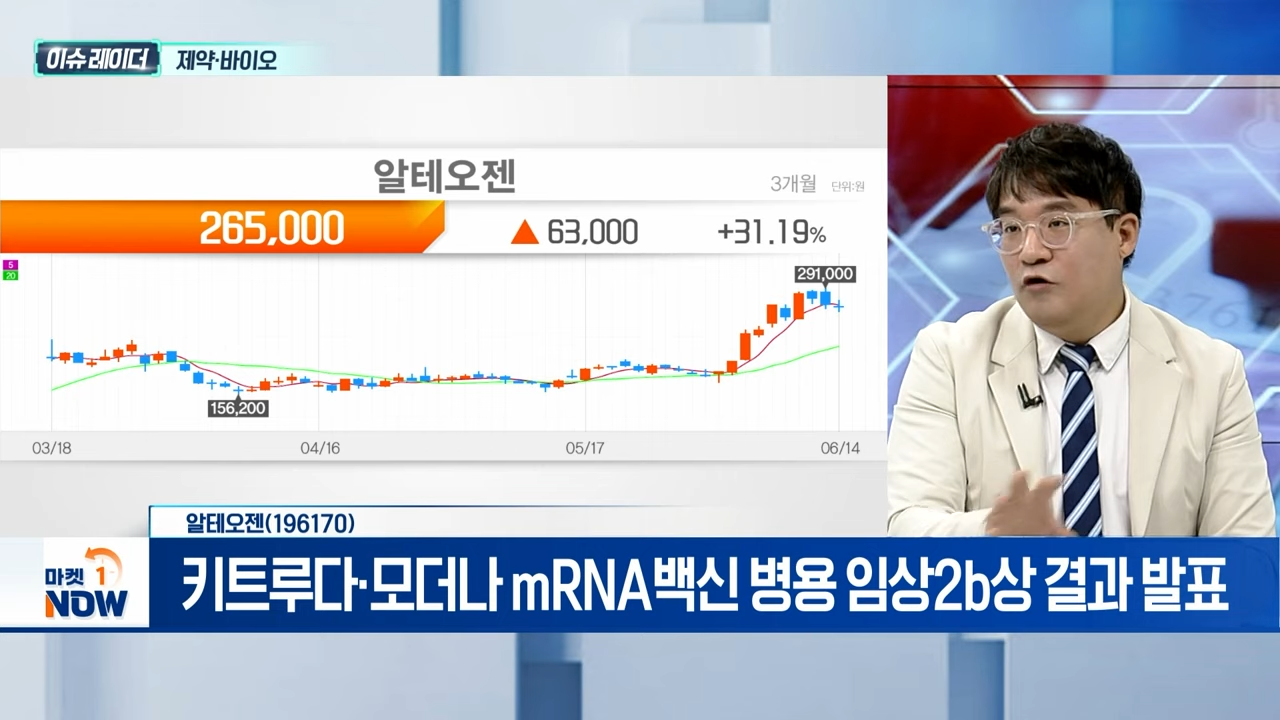 이슈레이더 제약·바이오
알테오젠
3개월 단위:원
265,000 ▲ 63,000 +31.19%
5
20
291,000
156,200
03/18 04/16 05/17 06/14
알테오젠(196170)
마켓 1
NOW
키트루다·모더나 mRNA백신 병용 임상2b상 결과 발표